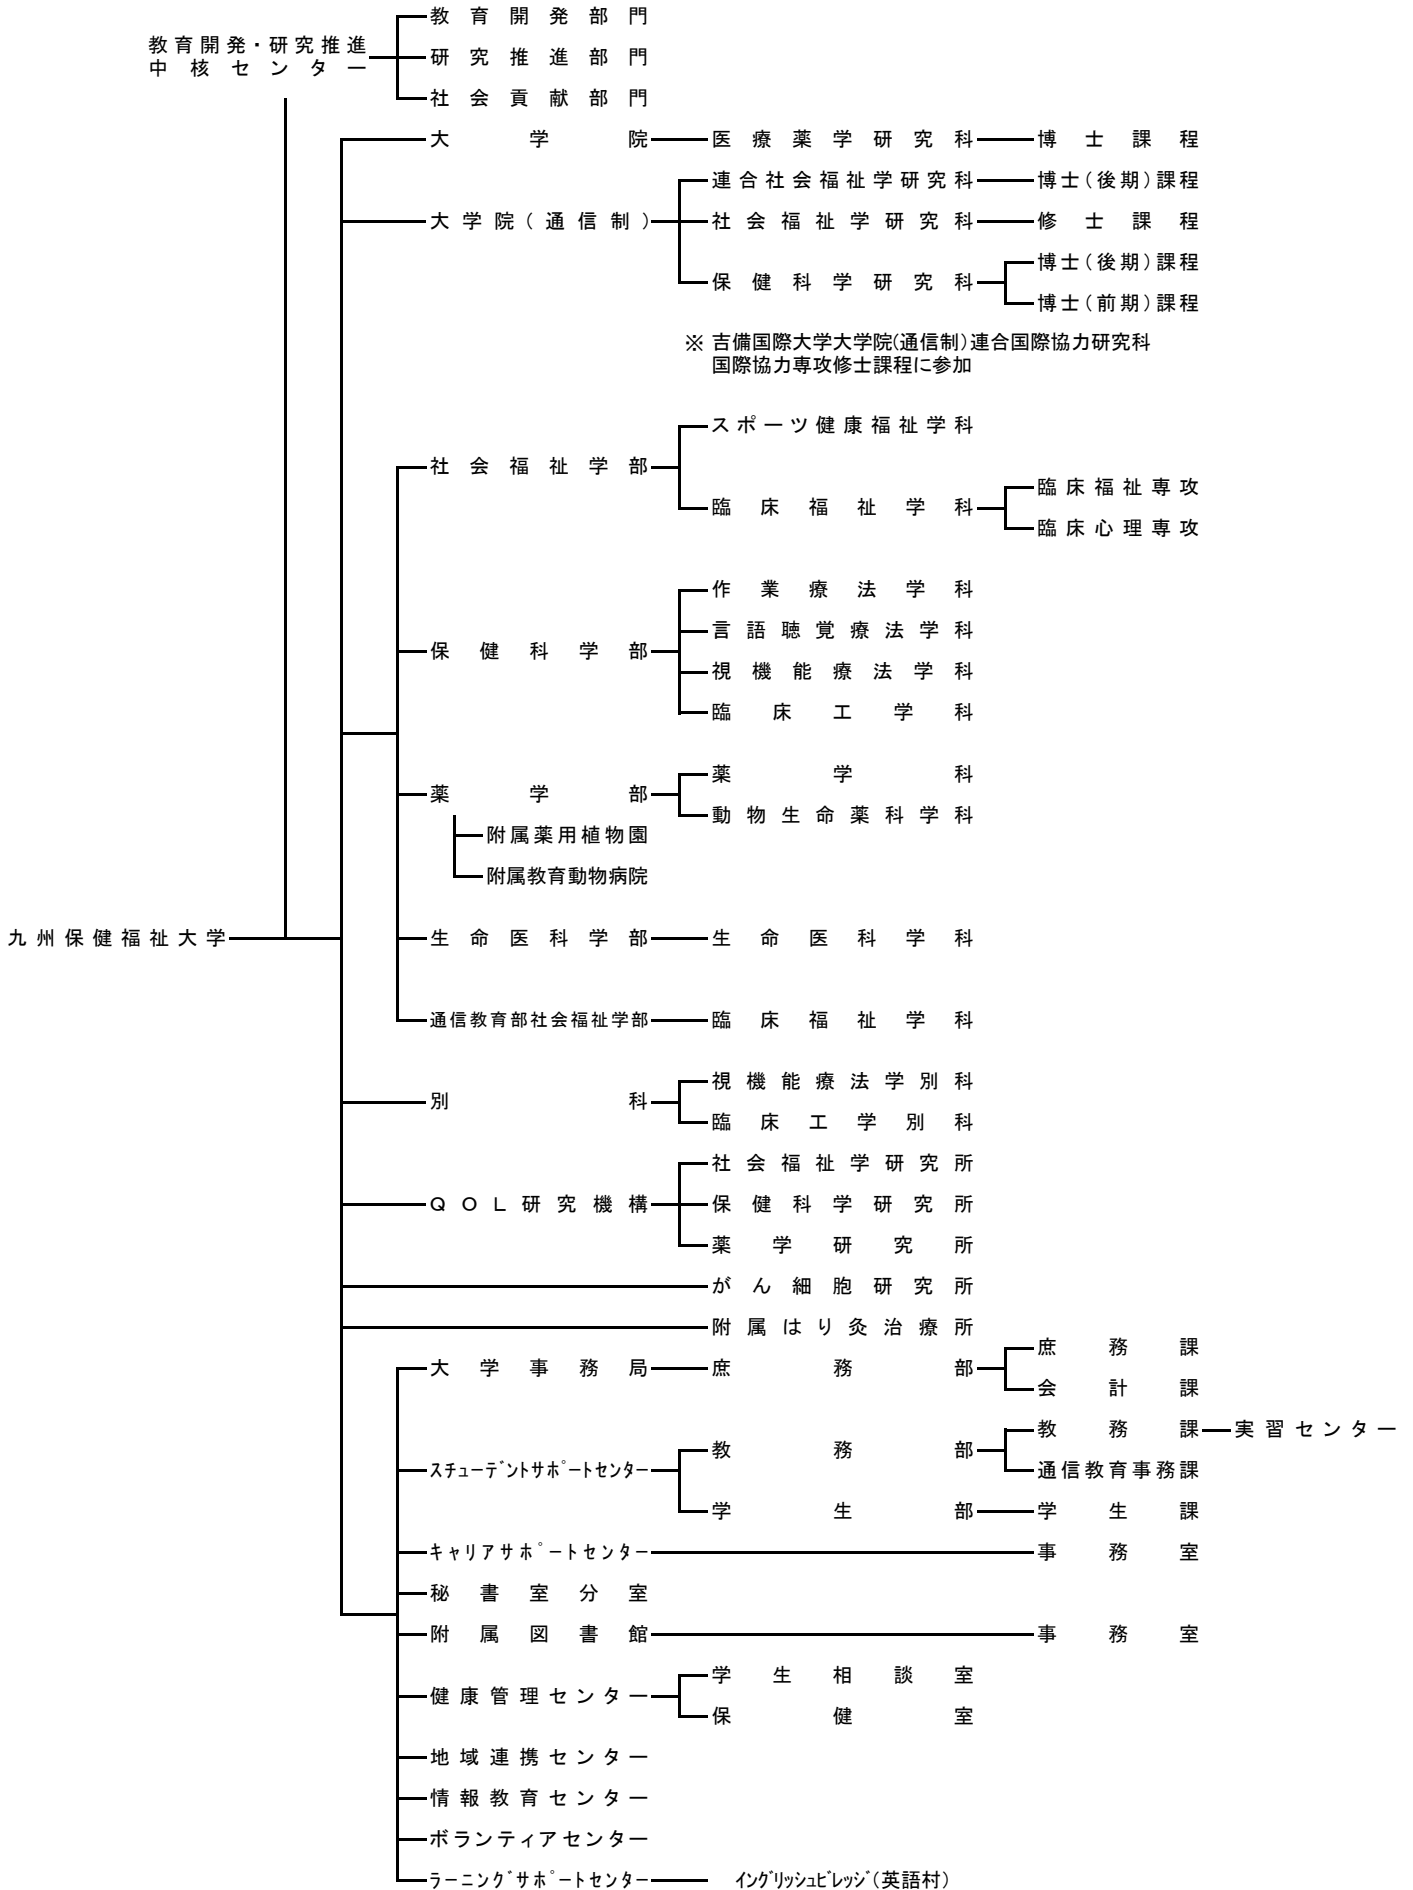 教育開発部門
教育開発・研究推進
中核センター
研究推進部門
社会貢献部門
大学院 医療薬学研究科 博士課程
連合社会福祉学研究科 博士(後期)課程
大学院(通信制) 社会福祉学研究科 修士課程
博士(後期)課程
保健科学研究科
博士(前期)課程
※ 吉備国際大学大学院(通信制)連合国際協力研究科
国際協力専攻修士課程に参加
スポーツ健康福祉学科
社会福祉学部
臨床福祉専攻
臨床福祉学科
臨床心理専攻
作業療法学科
言語聴覚療法学科
保健科学部
視機能療法学科
臨床工学科
薬学科
薬学部
動物生命薬科学科
附属薬用植物園
附属教育動物病院
九州保健福祉大学 生命医科学部 生命医科学科
通信教育部社会福祉学部 臨床福祉学科
視機能療法学別科
別科
臨床工学別科
社会福祉学研究所
QOL研究機構 保健科学研究所
薬学研究所
がん細胞研究所
附属はり灸治療所
庶務課
大学事務局 庶務部
会計課
教務課 実習センター
教務部
スチューデントサポートセンター 通信教育事務課
学生部 学生課
キャリアサポートセンター 事務室
秘書室分室
附属図書館 事務室
学生相談室
健康管理センター
保健室
地域連携センター
情報教育センター
ボランティアセンター
ラーニングサポートセンター イングリッシュビレッジ(英語村)